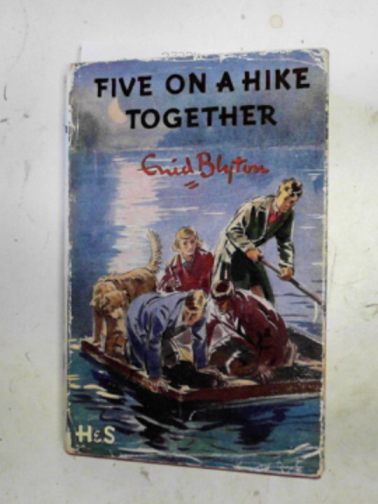 FIVE ON A HIKE
TOGETHER
Enid Blyton
H&S